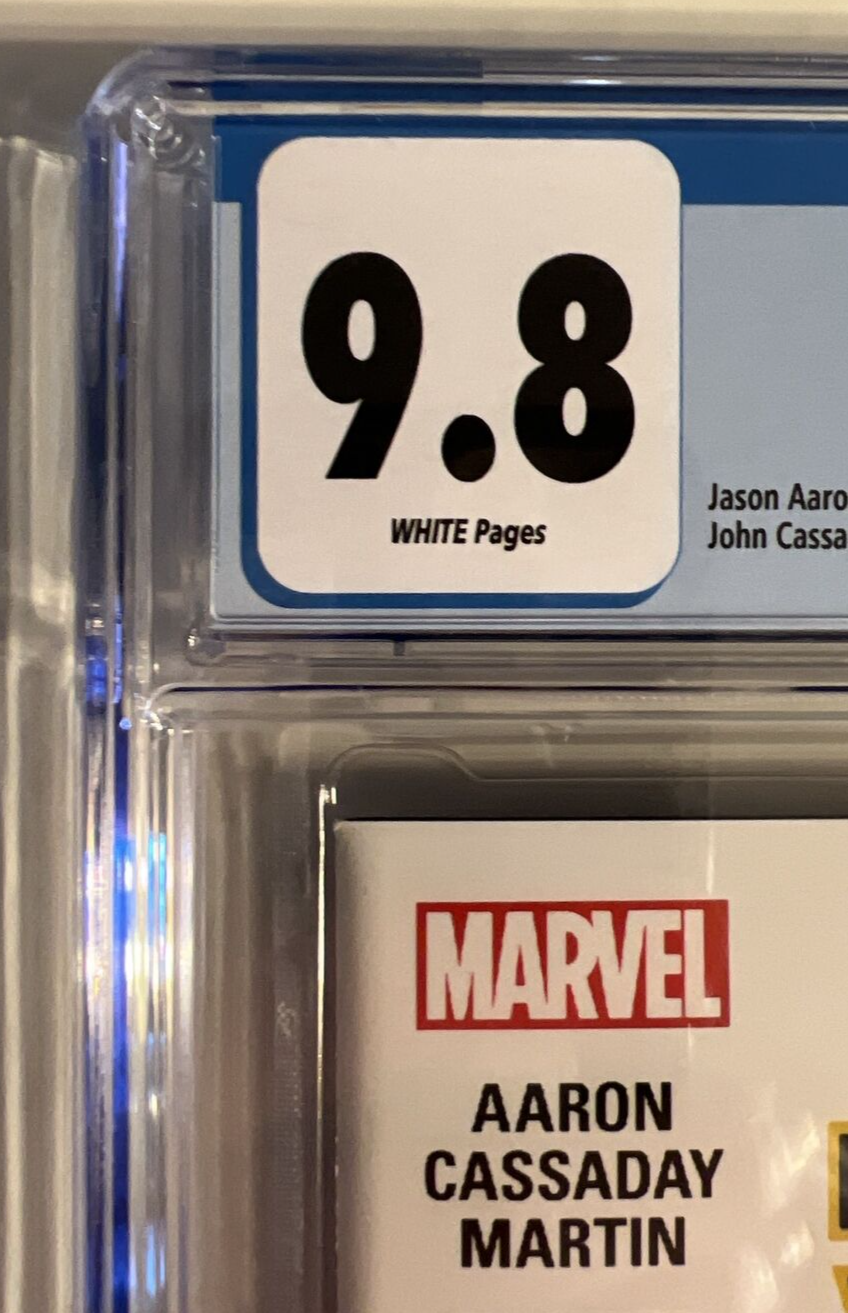 9.8
WHITE Pages
Jason Aaro
John Cassa
MARVEL
AARON
CASSADAY
MARTIN